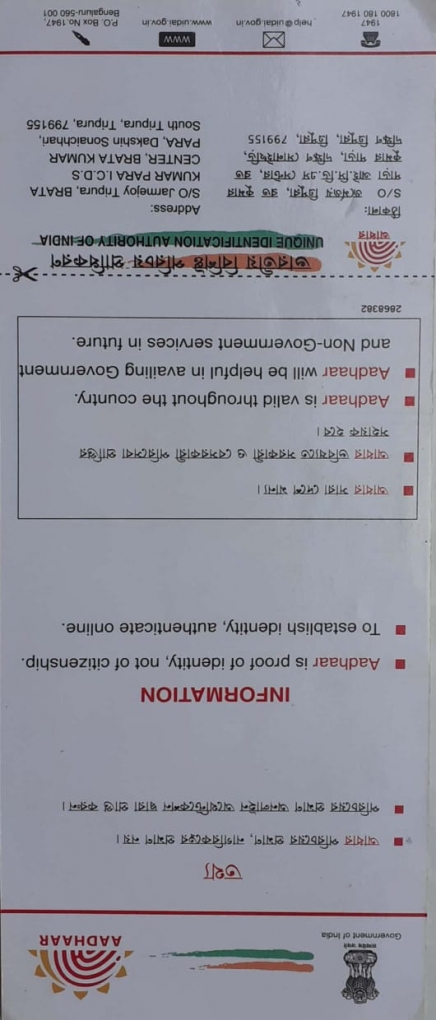 भारत सरकार
Government of India
AADHAAR
তথ্য
আধার পরিচয়ের প্রমাণ, নাগরিকত্বের প্রমাণ নয়।
পরিচয়ের প্রমাণ অনলাইন অথেন্টিকেশন দ্বারা প্রাপ্ত করুন।
INFORMATION
Aadhaar is proof of identity, not of citizenship.
To establish identity, authenticate online.
আধার সারা দেশে মান্য।
আধার ভবিষ্যতে সরকারী ও বেসরকারী পরিষেবা প্রাপ্তির
সহায়ক হবে।
Aadhaar is valid throughout the country.
Aadhaar will be helpful in availing Government
and Non-Government services in future.
2868382
ভারতীয় বিশিষ্ট পরিচয় প্রাধিকরণ
UNIQUE IDENTIFICATION AUTHORITY OF INDIA
আধার
ঠিকানা:
S/O জর্মজয় ত্রিপুরা, ব্রত কুমার
পাড়া আই.সি.ডি.এস সেন্টার, ব্রত
কুমার পাড়া, দক্ষিণ সোনাইছড়ি,
দক্ষিণ ত্রিপুরা, ত্রিপুরা, 799155
Address:
S/O Jarmejoy Tripura, BRATA
KUMAR PARA I.C.D.S
CENTER, BRATA KUMAR
PARA, Dakshin Sonaichhari,
South Tripura, Tripura, 799155
1947
1800 180 1947
help@uidai.gov.in
WWW
www.uidai.gov.in
P.O. Box No.1947,
Bengaluru-560 001